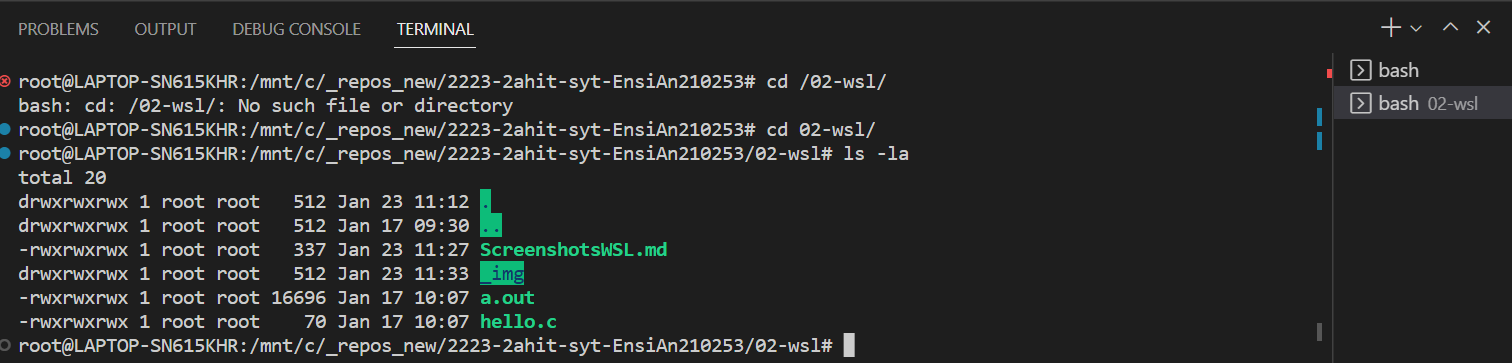 PROBLEMS OUTPUT DEBUG CONSOLE TERMINAL
root@LAPTOP-SN615KHR:/mnt/c/_repos_new/2223-2ahit-syt-EnsiAn210253# cd /02-wsl/
bash: cd: /02-wsl/: No such file or directory
root@LAPTOP-SN615KHR:/mnt/c/_repos_new/2223-2ahit-syt-EnsiAn210253# cd 02-wsl/
root@LAPTOP-SN615KHR:/mnt/c/_repos_new/2223-2ahit-syt-EnsiAn210253/02-wsl# ls -la
total 20
drwxrwxrwx 1 root root   512 Jan 23 11:12 .
drwxrwxrwx 1 root root   512 Jan 17 09:30 ..
-rwxrwxrwx 1 root root   337 Jan 23 11:27 ScreenshotsWSL.md
drwxrwxrwx 1 root root   512 Jan 23 11:33 _img
-rwxrwxrwx 1 root root 16696 Jan 17 10:07 a.out
-rwxrwxrwx 1 root root    70 Jan 17 10:07 hello.c
root@LAPTOP-SN615KHR:/mnt/c/_repos_new/2223-2ahit-syt-EnsiAn210253/02-wsl#
bash
bash 02-wsl